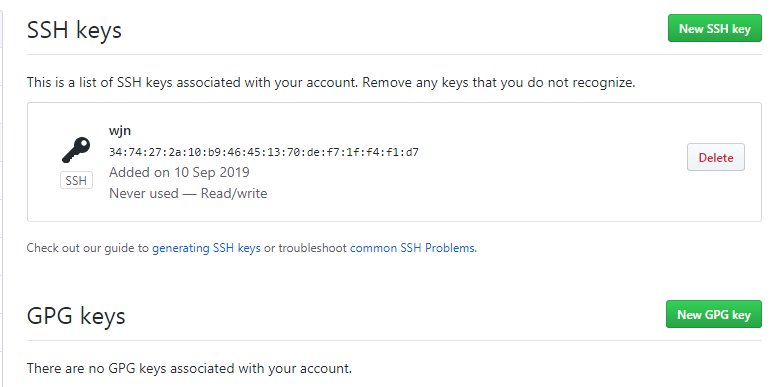 SSH keys
New SSH key
This is a list of SSH keys associated with your account. Remove any keys that you do not recognize.
wjn
34:74:27:2a:10:b9:46:45:13:70:de:f7:1f:f4:f1:d7
Added on 10 Sep 2019
Never used — Read/write
SSH
Delete
Check out our guide to generating SSH keys or troubleshoot common SSH Problems.
GPG keys
New GPG key
There are no GPG keys associated with your account.